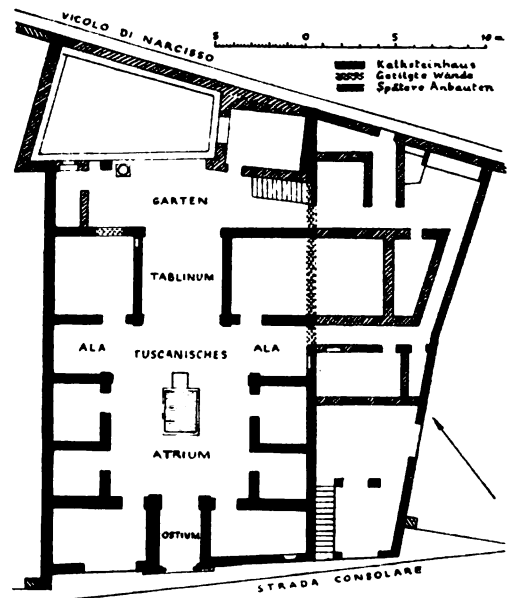 VICOLO DI NARCISSO
5 0 5 10 m
Kalksteinhaus
Getilgte Wände
Spätere Anbauten
GARTEN
TABLINUM
ALA TUSCANISCHES ALA
ATRIUM
OSTIUM
STRADA CONSOLARE